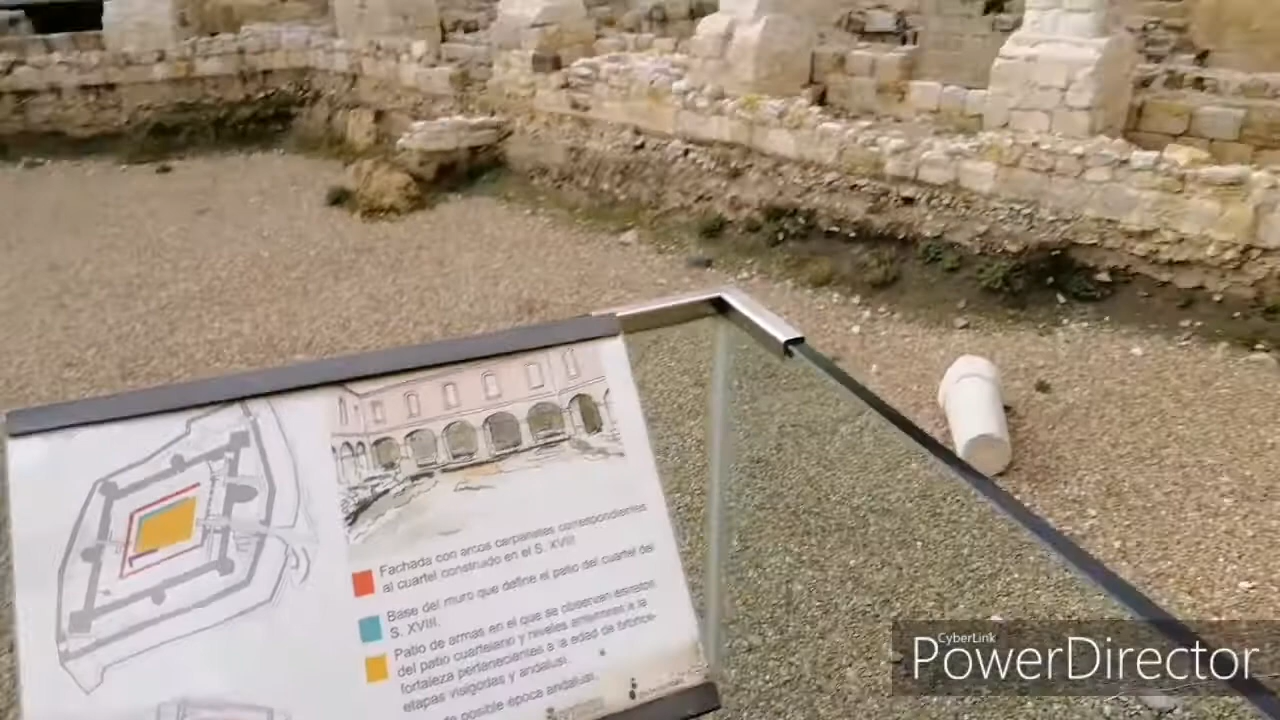 Fachada con arcos carpaneles correspondientes
al cuartel construido en el S. XVIII
Base del muro que define el patio del cuartel del
S. XVIII.
Patio de armas en el que se observan estratos
del patio cuartelario y niveles anteriores a la
fortaleza pertenecientes a la edad de bronce-
etapas visigodas y andalusí.
posible época andalusí.
CyberLink
PowerDirector